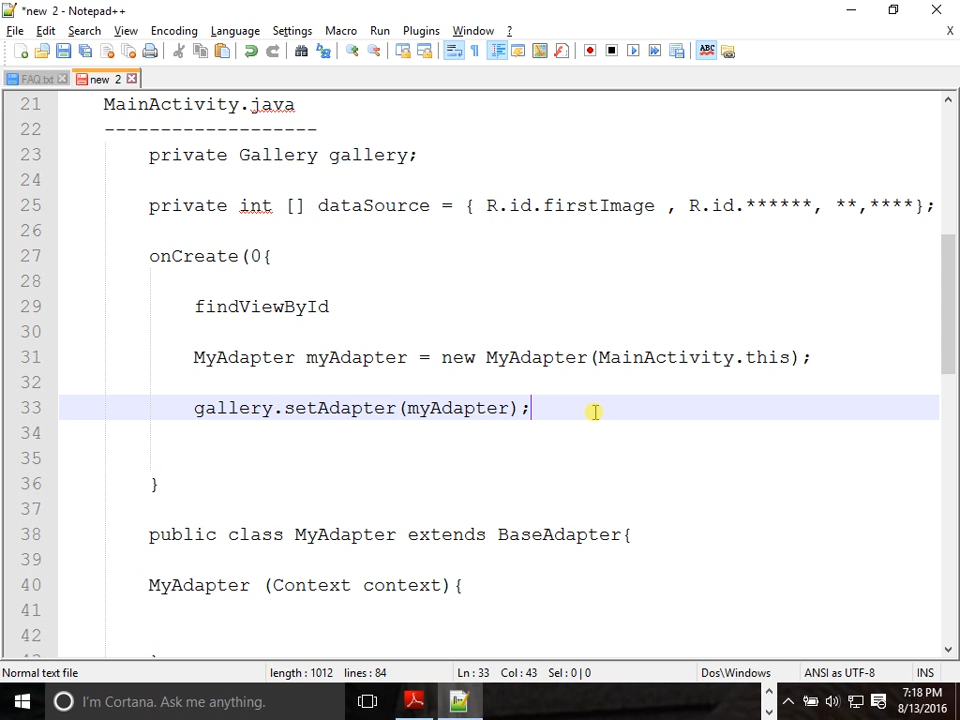 *new 2 - Notepad++
File Edit Search View Encoding Language Settings Macro Run Plugins Window ? X
ABC
FAQ.txt new 2
21 MainActivity.java
22 -------------------
23 private Gallery gallery;
24
25 private int [] dataSource = { R.id.firstImage , R.id.******, **,****};
26
27 onCreate(0{
28
29 findViewById
30
31 MyAdapter myAdapter = new MyAdapter(MainActivity.this);
32
33 gallery.setAdapter(myAdapter);
34
35
36 }
37
38 public class MyAdapter extends BaseAdapter{
39
40 MyAdapter (Context context){
41
42
Normal text file length : 1012 lines : 84 Ln : 33 Col : 43 Sel : 0 | 0 Dos\Windows ANSI as UTF-8 INS
I'm Cortana. Ask me anything. 7:18 PM
8/13/2016